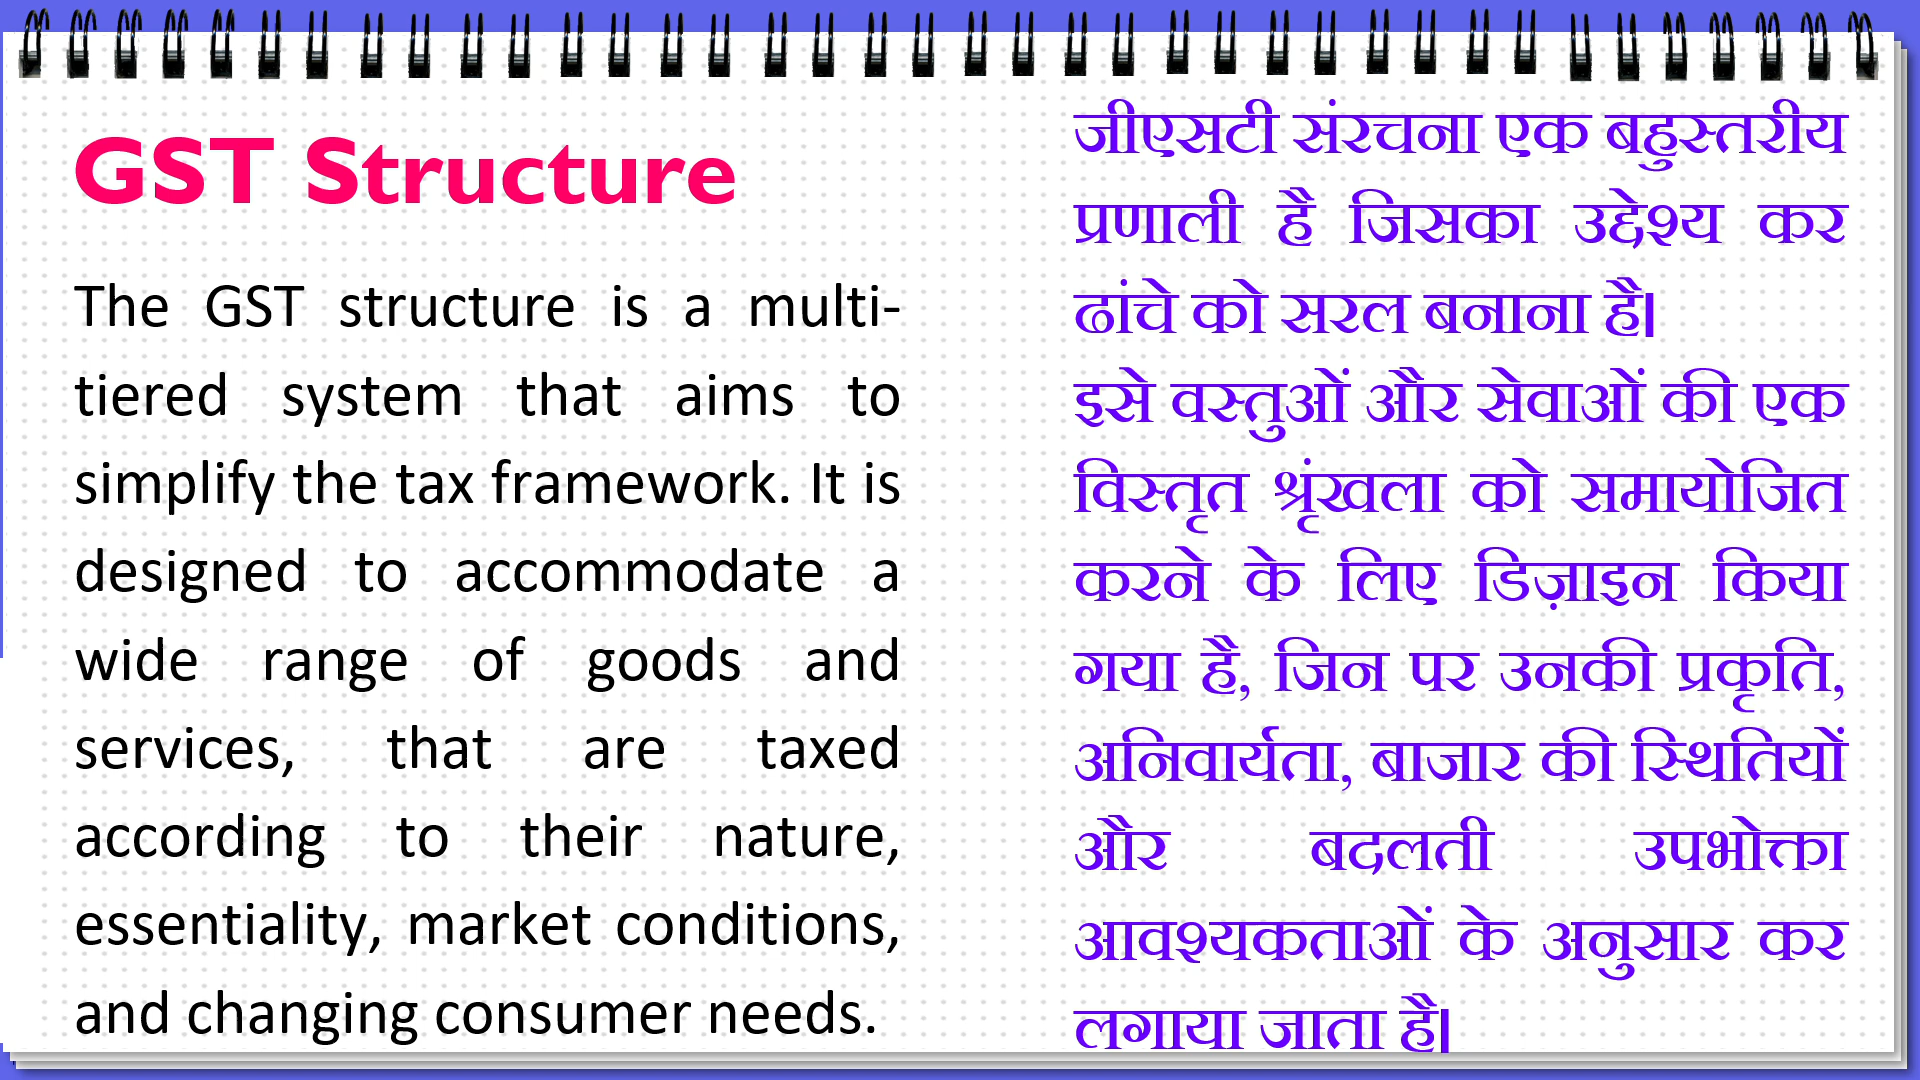 GST Structure
The GST structure is a multi-
tiered system that aims to
simplify the tax framework. It is
designed to accommodate a
wide range of goods and
services, that are taxed
according to their nature,
essentiality, market conditions,
and changing consumer needs.
जीएसटी संरचना एक बहुस्तरीय
प्रणाली है जिसका उद्देश्य कर
ढांचे को सरल बनाना है।
इसे वस्तुओं और सेवाओं की एक
विस्तृत श्रृंखला को समायोजित
करने के लिए डिज़ाइन किया
गया है, जिन पर उनकी प्रकृति,
अनिवार्यता, बाजार की स्थितियों
और बदलती उपभोक्ता
आवश्यकताओं के अनुसार कर
लगाया जाता है।